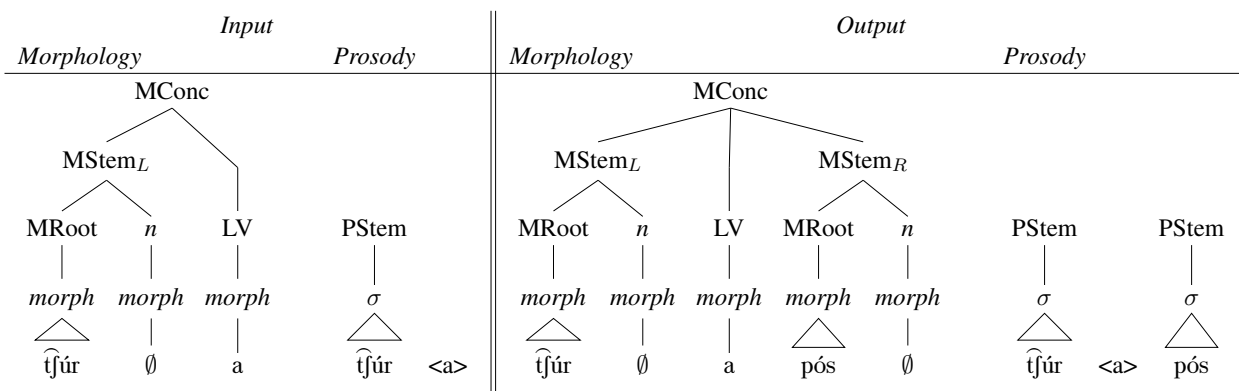 Input Output
Morphology Prosody Morphology Prosody
MConc MConc
MStem_L MStem_L MStem_R
MRoot n LV PStem MRoot n LV MRoot n PStem PStem
morph morph morph σ morph morph morph morph morph σ σ
t͡ʃúr ∅ a t͡ʃúr <a> t͡ʃúr ∅ a pós ∅ t͡ʃúr <a> pós